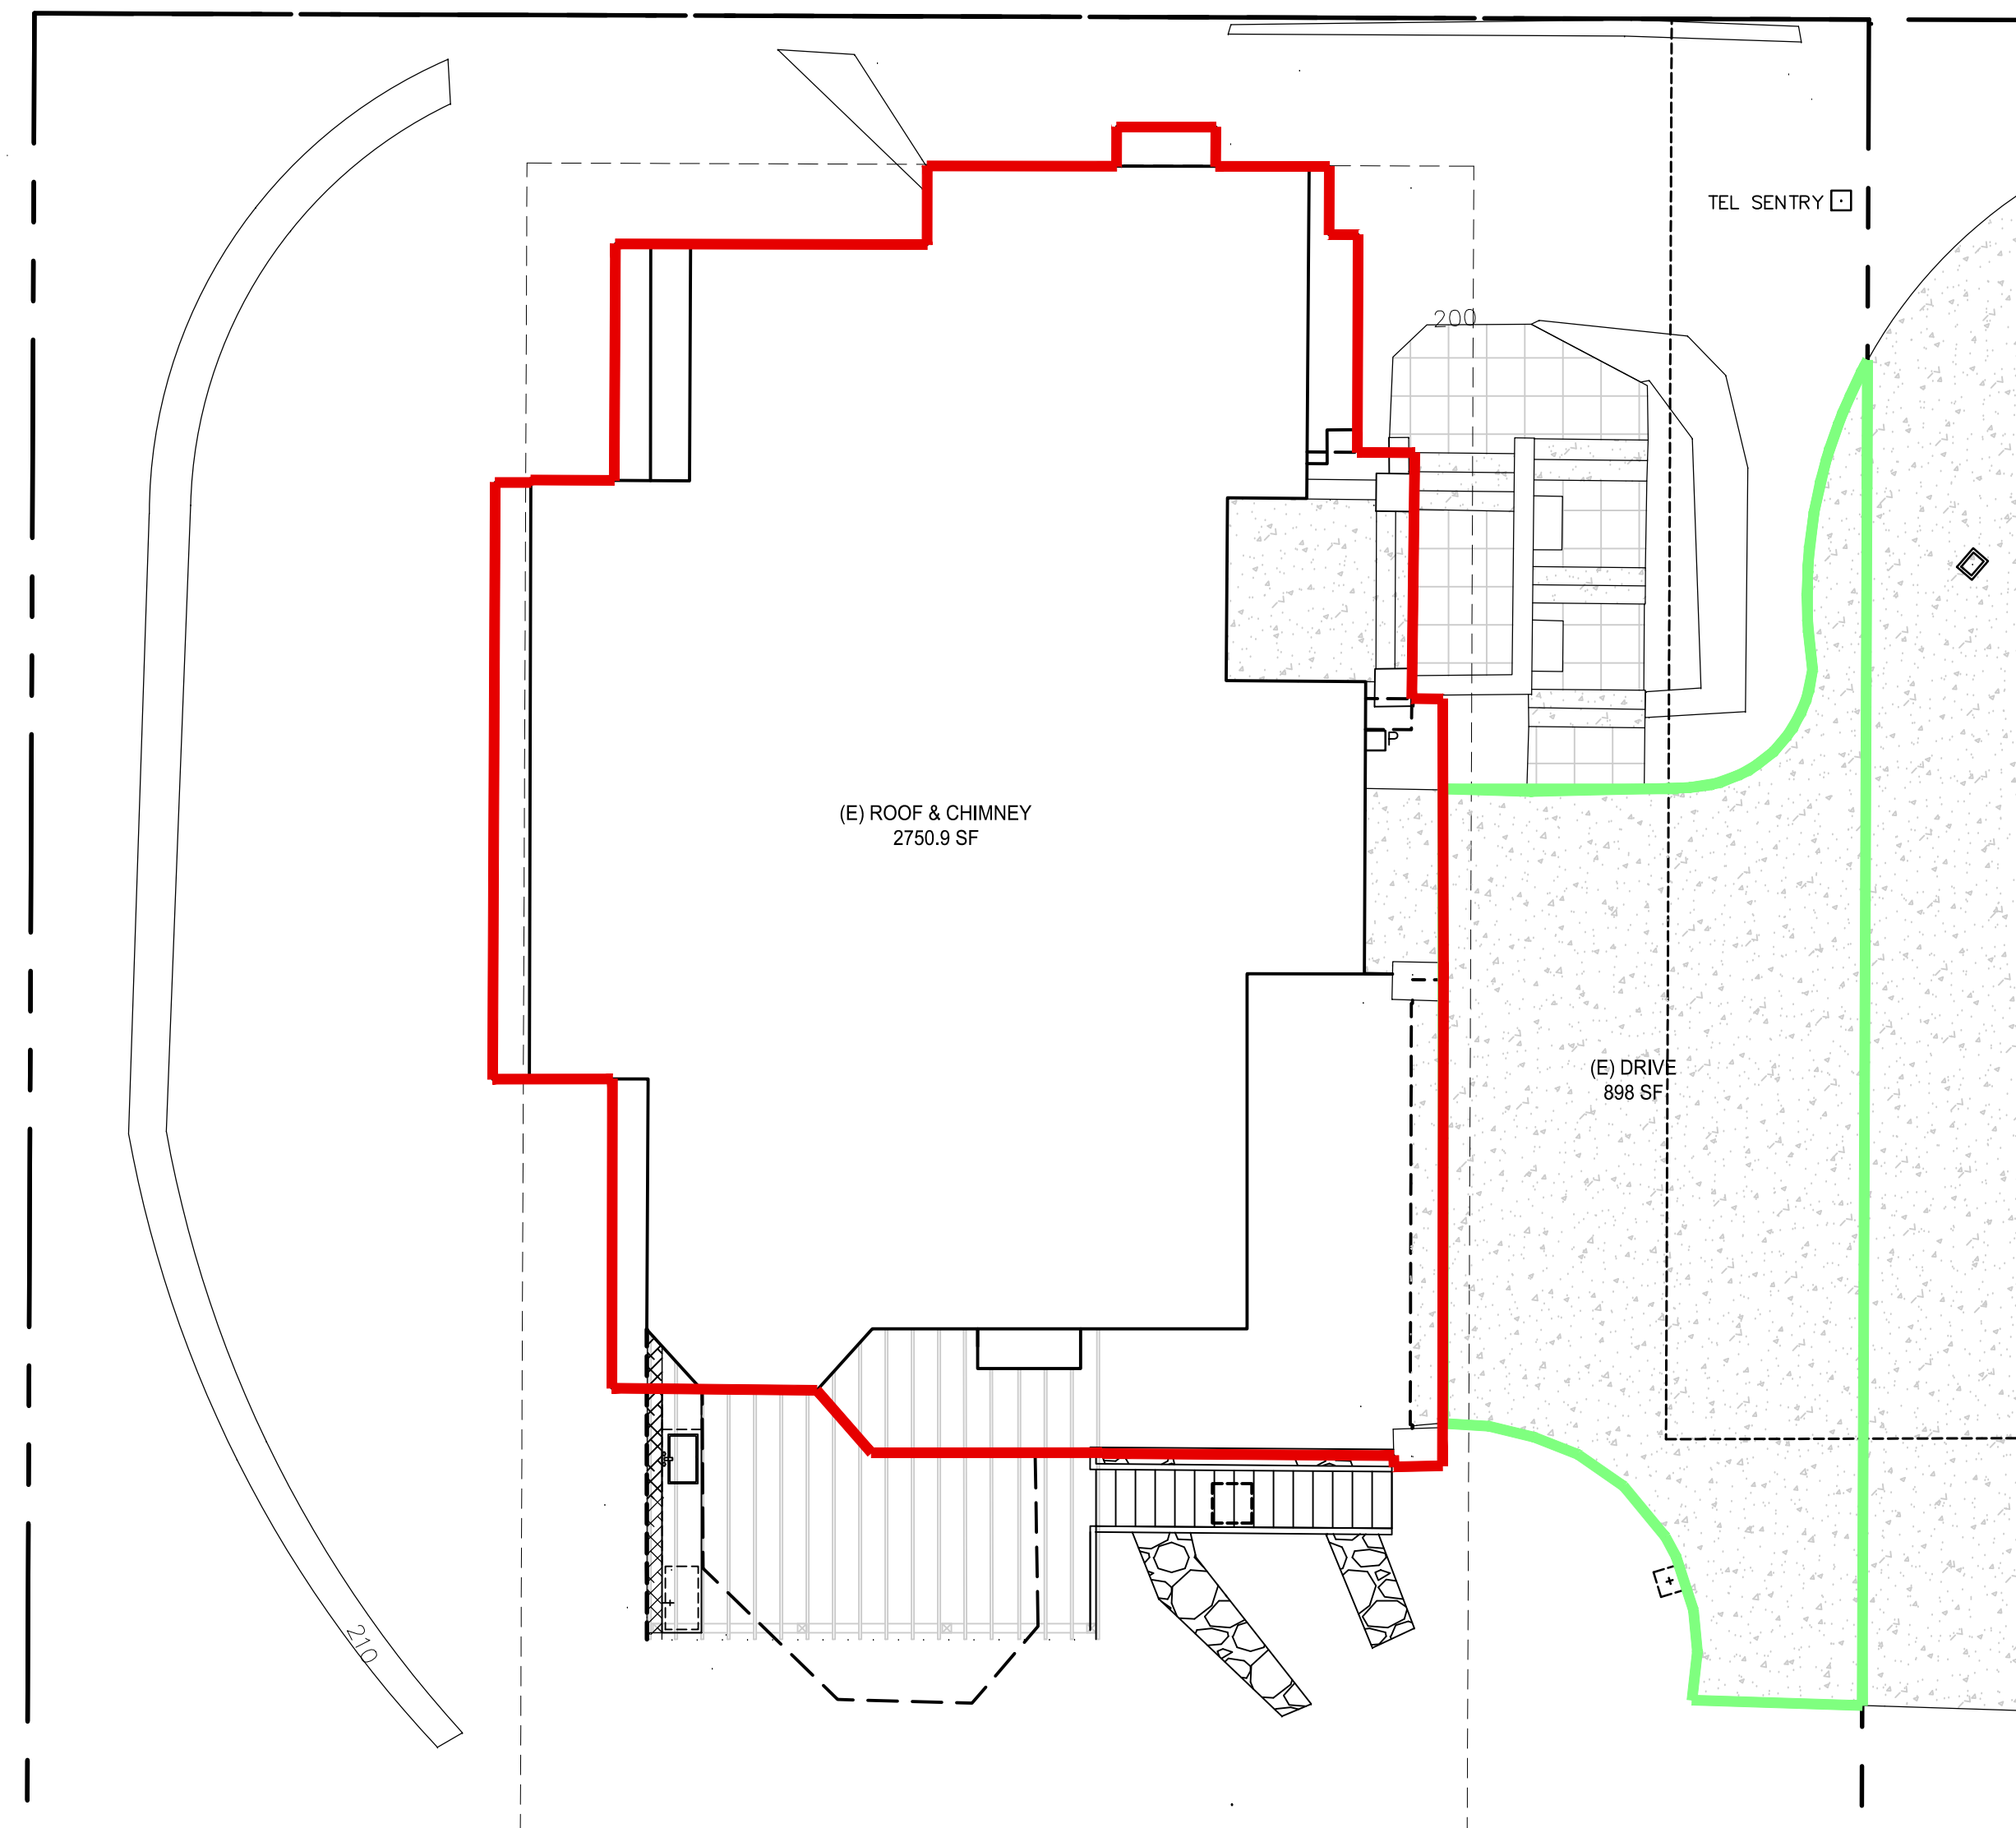 TEL SENTRY
200
P
(E) ROOF & CHIMNEY
2750.9 SF
(E) DRIVE
898 SF
210